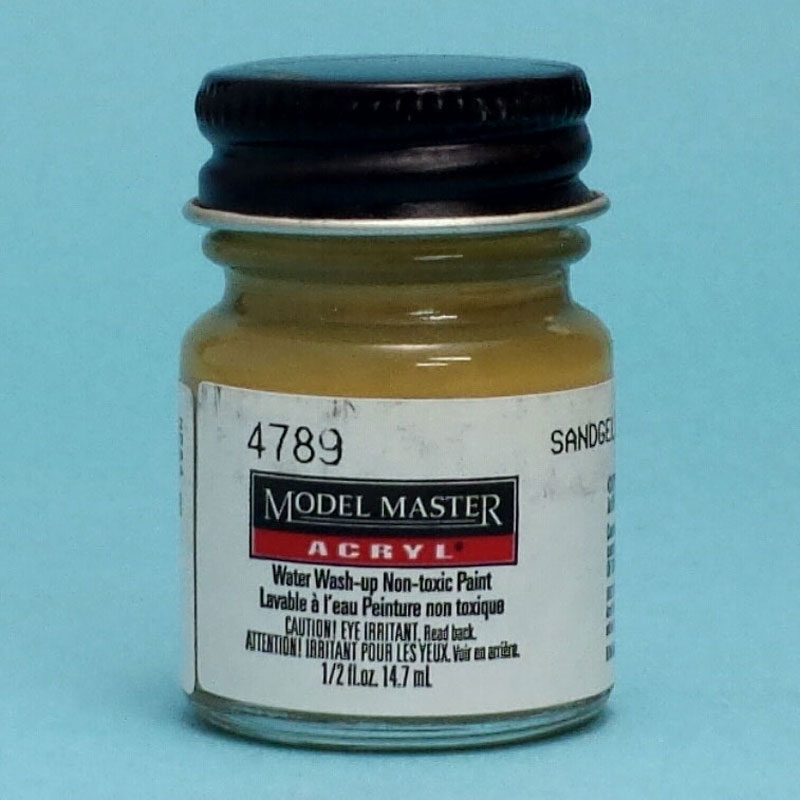 4789
SANDGEL
MODEL MASTER
ACRYL®
Water Wash-up Non-toxic Paint
Lavable à l'eau Peinture non toxique
CAUTION! EYE IRRITANT. Read back.
ATTENTION! IRRITANT POUR LES YEUX. Voir en arrière.
1/2 fl.oz. 14.7 mL